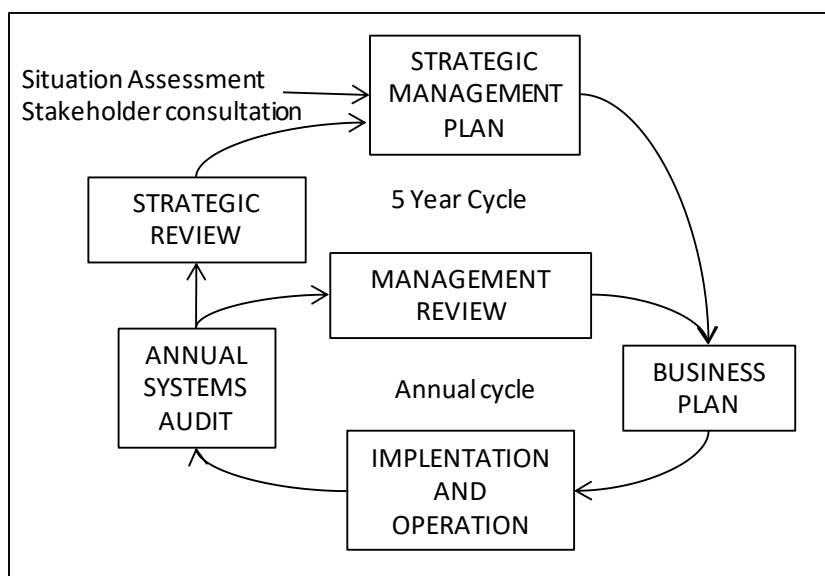 Situation Assessment
Stakeholder consultation
STRATEGIC
MANAGEMENT
PLAN
STRATEGIC
REVIEW
5 Year Cycle
MANAGEMENT
REVIEW
ANNUAL
SYSTEMS
AUDIT
Annual cycle
BUSINESS
PLAN
IMPLENTATION
AND
OPERATION